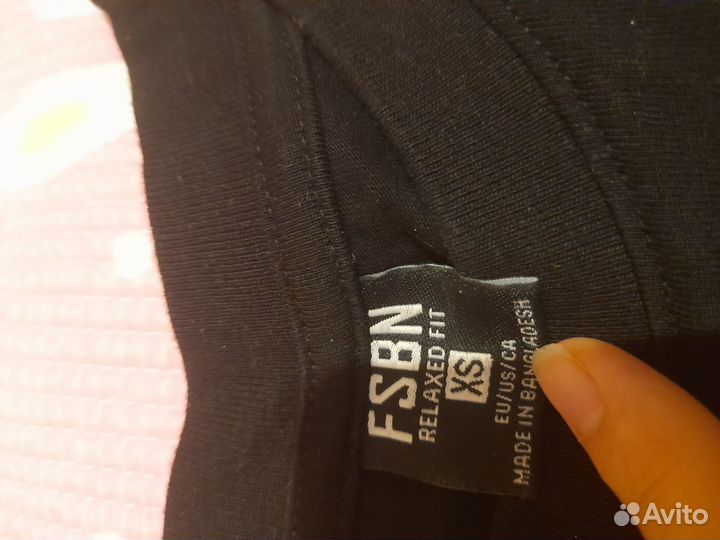 FSBN
RELAXED FIT
XS
EU/US/CA
MADE IN BANGLADESH
Avito